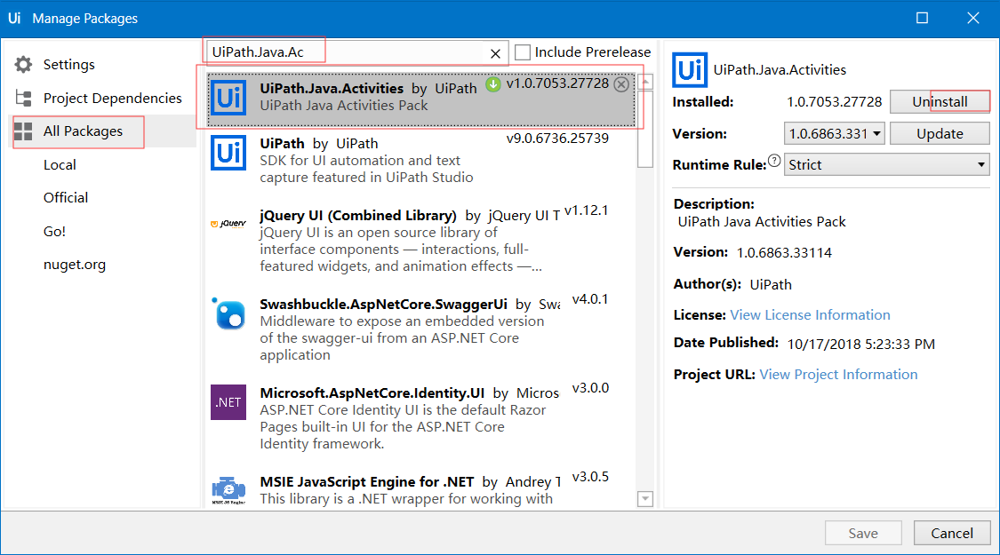 Ui Manage Packages
Settings
Project Dependencies
All Packages
Local
Official
Go!
nuget.org
UiPath.Java.Ac
Include Prerelease
Ui
UiPath.Java.Activities by UiPath v1.0.7053.27728
UiPath Java Activities Pack
Ui
UiPath by UiPath v9.0.6736.25739
SDK for UI automation and text
capture featured in UiPath Studio
jQuery
jQuery UI (Combined Library) by jQuery UI T v1.12.1
jQuery UI is an open source library of
interface components — interactions, full-
featured widgets, and animation effects —...
Swashbuckle.AspNetCore.SwaggerUi by Swa v4.0.1
Middleware to expose an embedded version
of the swagger-ui from an ASP.NET Core
application
.NET
Microsoft.AspNetCore.Identity.UI by Micros v3.0.0
ASP.NET Core Identity UI is the default Razor
Pages built-in UI for the ASP.NET Core
Identity framework.
MSIE JS Engine
MSIE JavaScript Engine for .NET by Andrey T v3.0.5
This library is a .NET wrapper for working with
Ui UiPath.Java.Activities
Installed: 1.0.7053.27728 Uninstall
Version: 1.0.6863.331 Update
Runtime Rule: ? Strict
Description:
UiPath Java Activities Pack
Version: 1.0.6863.33114
Author(s): UiPath
License: View License Information
Date Published: 10/17/2018 5:23:33 PM
Project URL: View Project Information
Save
Cancel